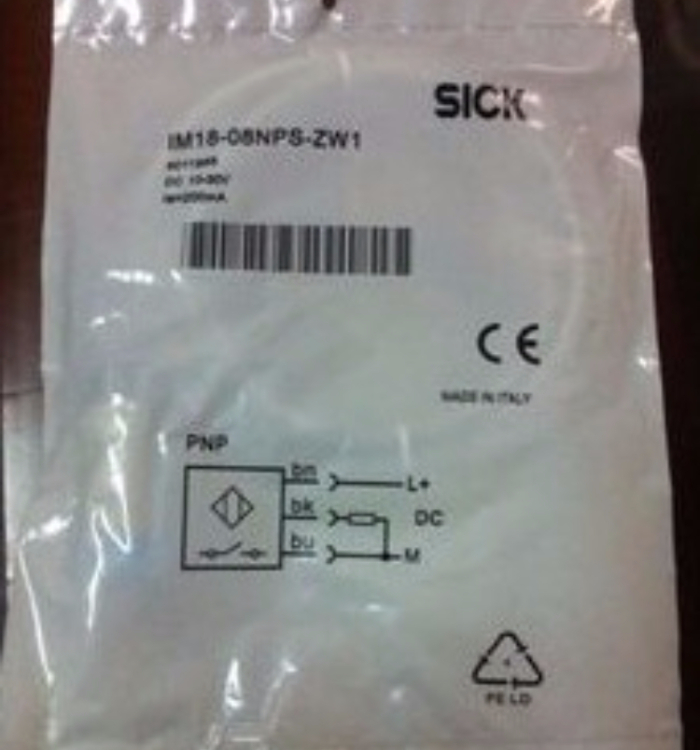 SICK
IM18-08NPS-ZW1
DC 10-30V
CE
MADE IN ITALY
PNP
bn
L+
bk
DC
bu
M
PE LD